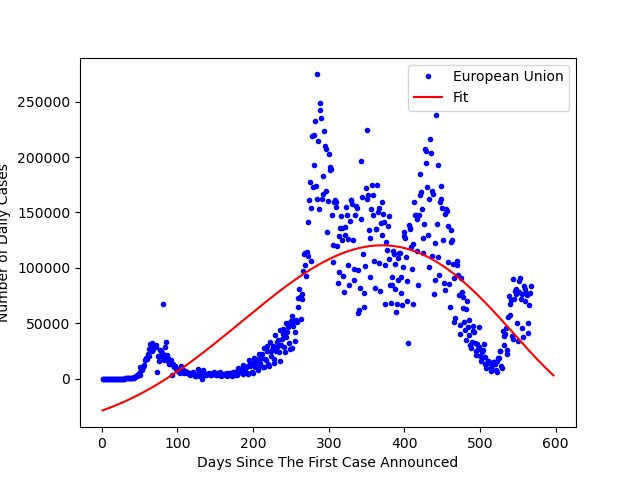 European Union
Fit
250000
200000
150000
100000
50000
0
Number of Daily Cases
0 100 200 300 400 500 600
Days Since The First Case Announced